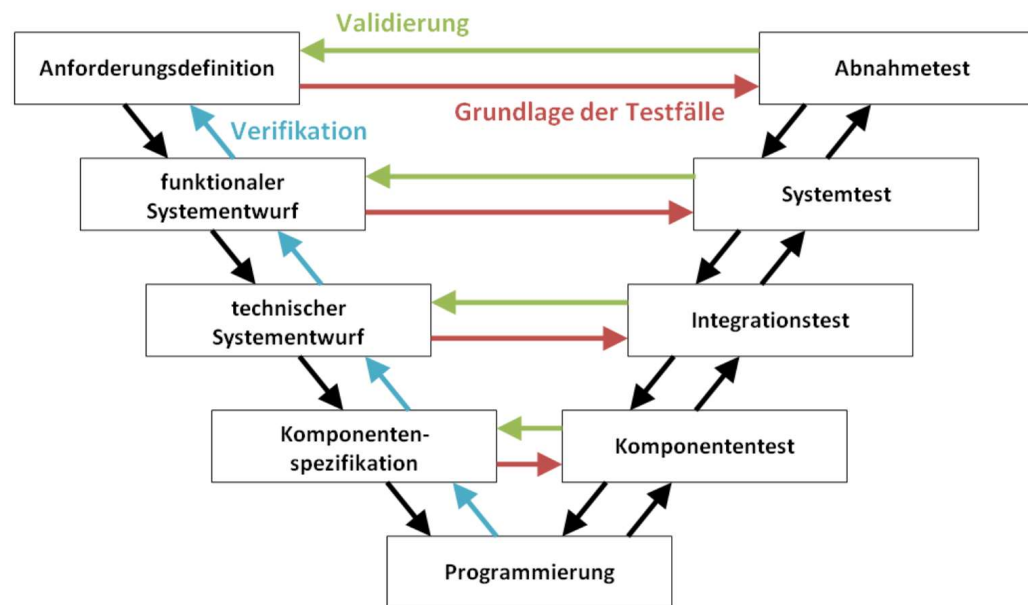 Validierung
Anforderungsdefinition
Abnahmetest
Grundlage der Testfälle
Verifikation
funktionaler
Systementwurf
Systemtest
technischer
Systementwurf
Integrationstest
Komponenten-
spezifikation
Komponententest
Programmierung